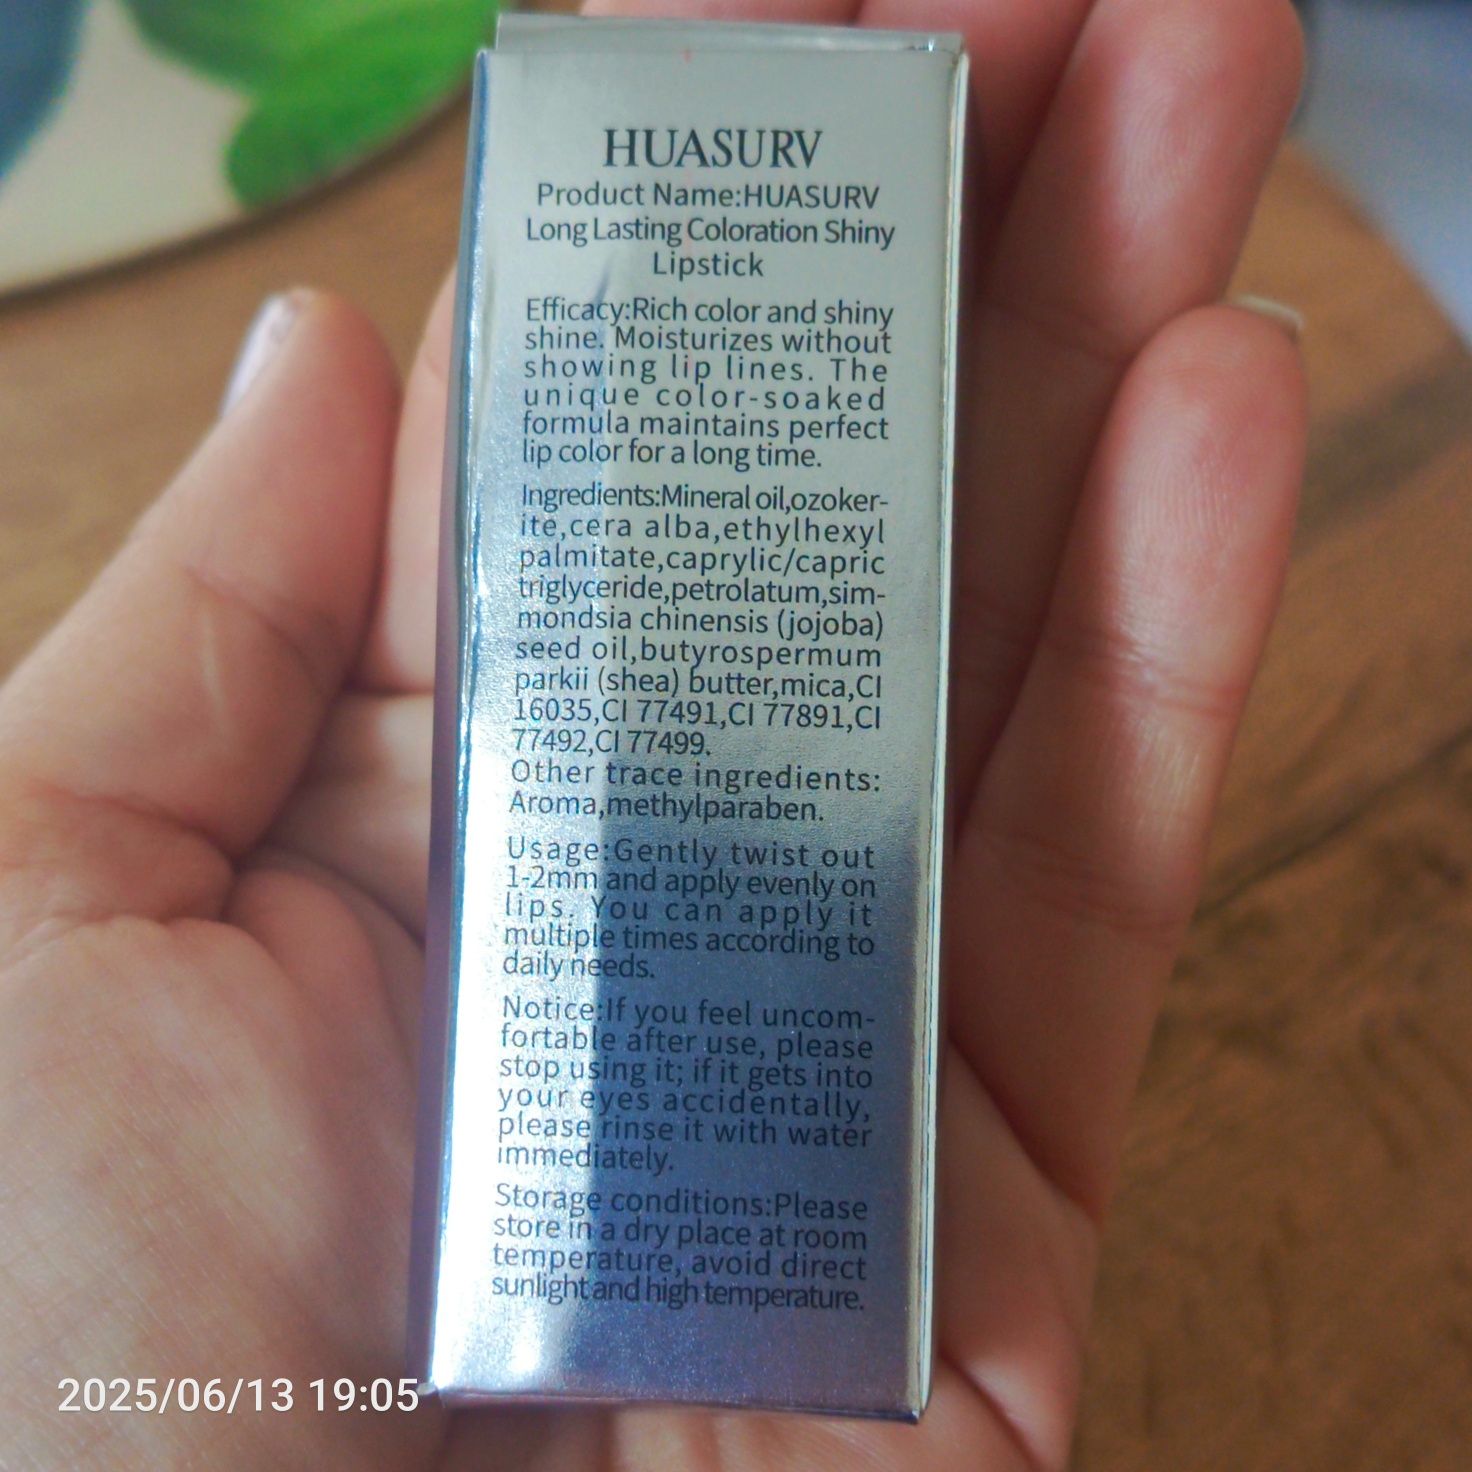 HUASURV
Product Name:HUASURV
Long Lasting Coloration Shiny
Lipstick
Efficacy:Rich color and shiny
shine. Moisturizes without
showing lip lines. The
unique color-soaked
formula maintains perfect
lip color for a long time.
Ingredients:Mineral oil,ozoker-
ite,cera alba,ethylhexyl
palmitate,caprylic/capric
triglyceride,petrolatum,sim-
mondsia chinensis (jojoba)
seed oil,butyrospermum
parkii (shea) butter,mica,CI
16035,CI 77491,CI 77891,CI
77492,CI 77499.
Other trace ingredients:
Aroma,methylparaben.
Usage:Gently twist out
1-2mm and apply evenly on
lips. You can apply it
multiple times according to
daily needs.
Notice:If you feel uncom-
fortable after use, please
stop using it; if it gets into
your eyes accidentally,
please rinse it with water
immediately.
Storage conditions:Please
store in a dry place at room
temperature, avoid direct
sunlight and high temperature.
2025/06/13 19:05